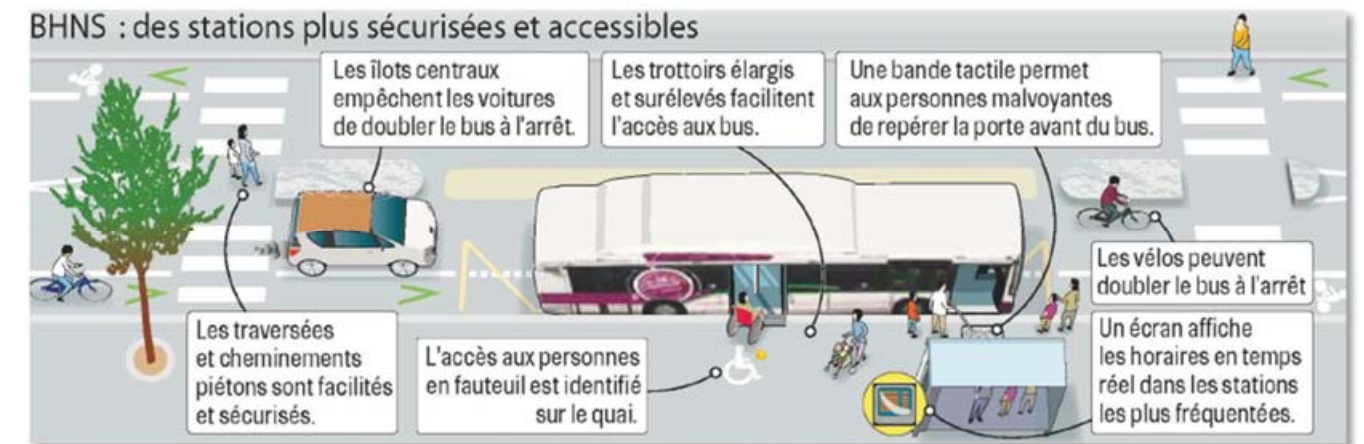 BHNS : des stations plus sécurisées et accessibles
Les îlots centraux
empêchent les voitures
de doubler le bus à l'arrêt.
Les trottoirs élargis
et surélevés facilitent
l'accès aux bus.
Une bande tactile permet
aux personnes malvoyantes
de repérer la porte avant du bus.
Les vélos peuvent
doubler le bus à l'arrêt
Les traversées
et cheminements
piétons sont facilités
et sécurisés.
L'accès aux personnes
en fauteuil est identifié
sur le quai.
Un écran affiche
les horaires en temps
réel dans les stations
les plus fréquentées.